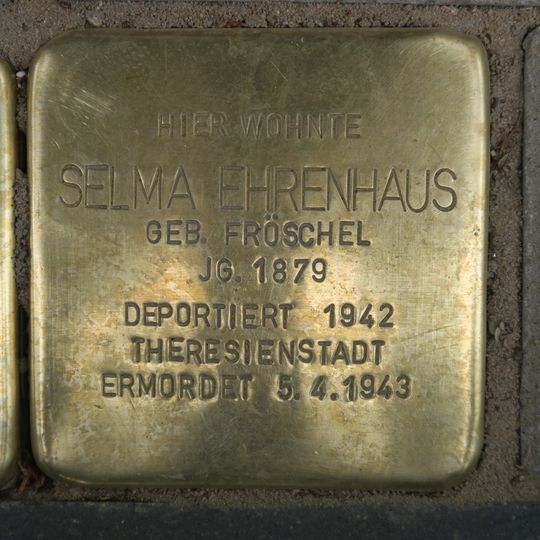 HIER WOHNTE
SELMA EHRENHAUS
GEB. FRÖSCHEL
JG. 1879
DEPORTIERT 1942
THERESIENSTADT
ERMORDET 5.4.1943